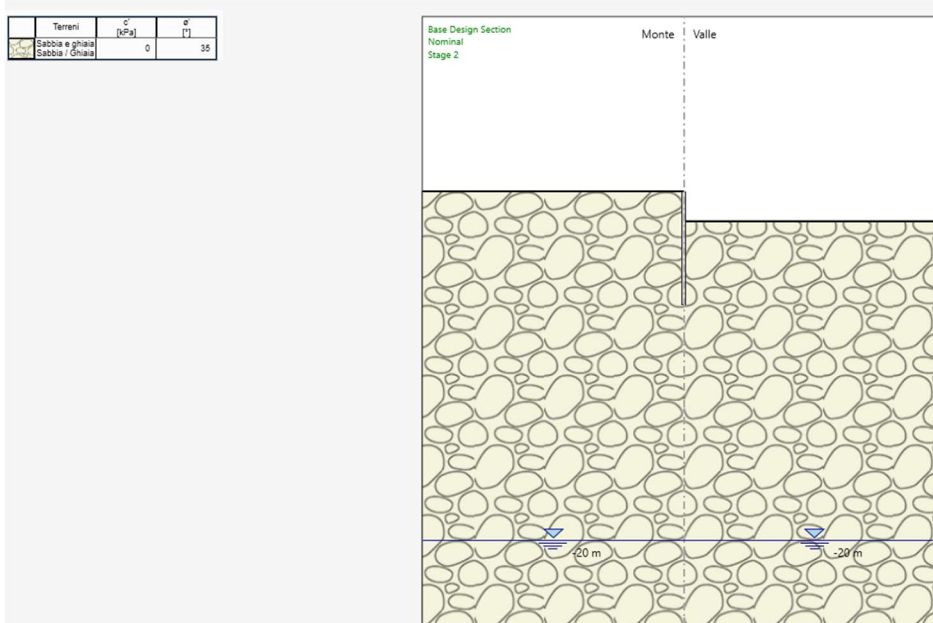 Terreni c' ø'
[kPa] [°]
Sabbia e ghiaia
Sabbia / Ghiaia 0 35
Base Design Section
Nominal
Stage 2
Monte Valle
-20 m -20 m